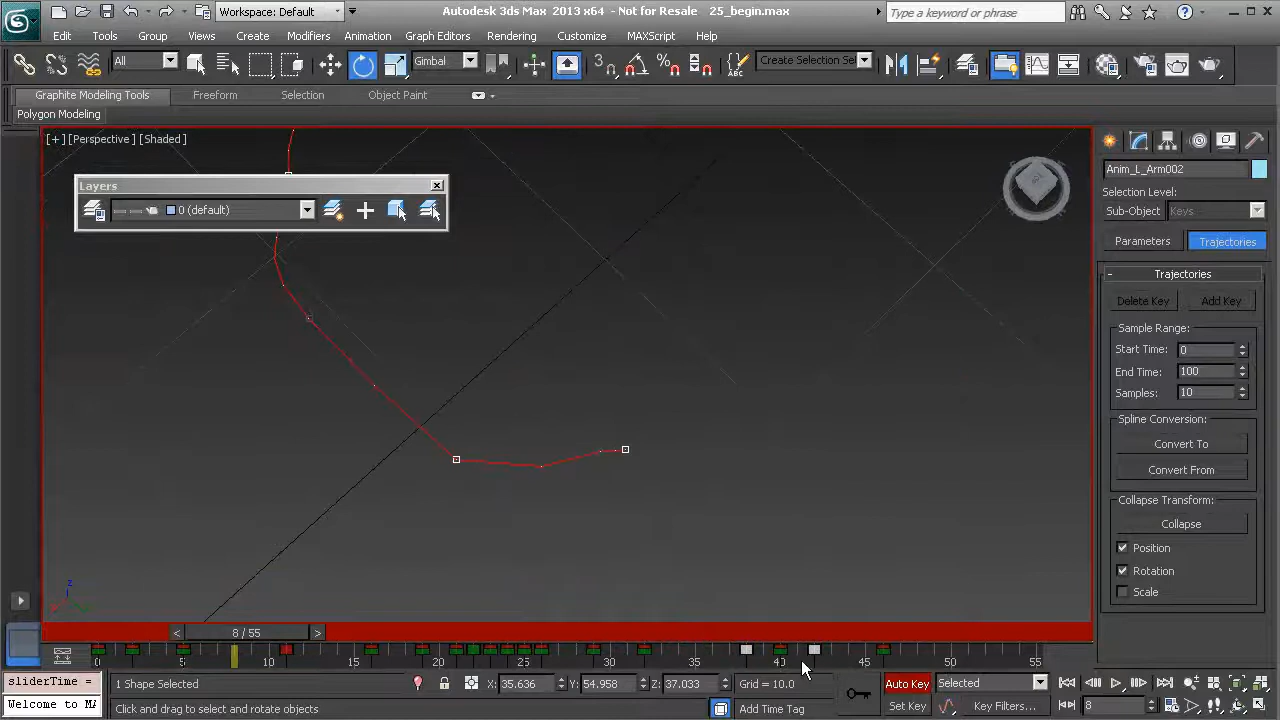 Workspace: Default
Autodesk 3ds Max 2013 x64 - Not for Resale 25_begin.max
Type a keyword or phrase
Edit Tools Group Views Create Modifiers Animation Graph Editors Rendering Customize MAXScript Help
All Gimbal Create Selection Se
Graphite Modeling Tools Freeform Selection Object Paint
Polygon Modeling
[+] [Perspective] [Shaded]
Layers
0 (default)
Anim_L_Arm002
Selection Level:
Sub-Object Keys
Parameters Trajectories
- Trajectories
Delete Key Add Key
Sample Range:
Start Time: 0
End Time: 100
Samples: 10
Spline Conversion:
Convert To
Convert From
Collapse Transform:
Collapse
Position
Rotation
Scale
< 8 / 55 >
0 5 10 15 20 25 30 35 40 45 50 55
sliderTime =
1 Shape Selected
X: 35.636 Y: 54.958 Z: 37.033 Grid = 10.0
Auto Key Selected
Welcome to MA
Click and drag to select and rotate objects
Add Time Tag
Set Key Key Filters... 8